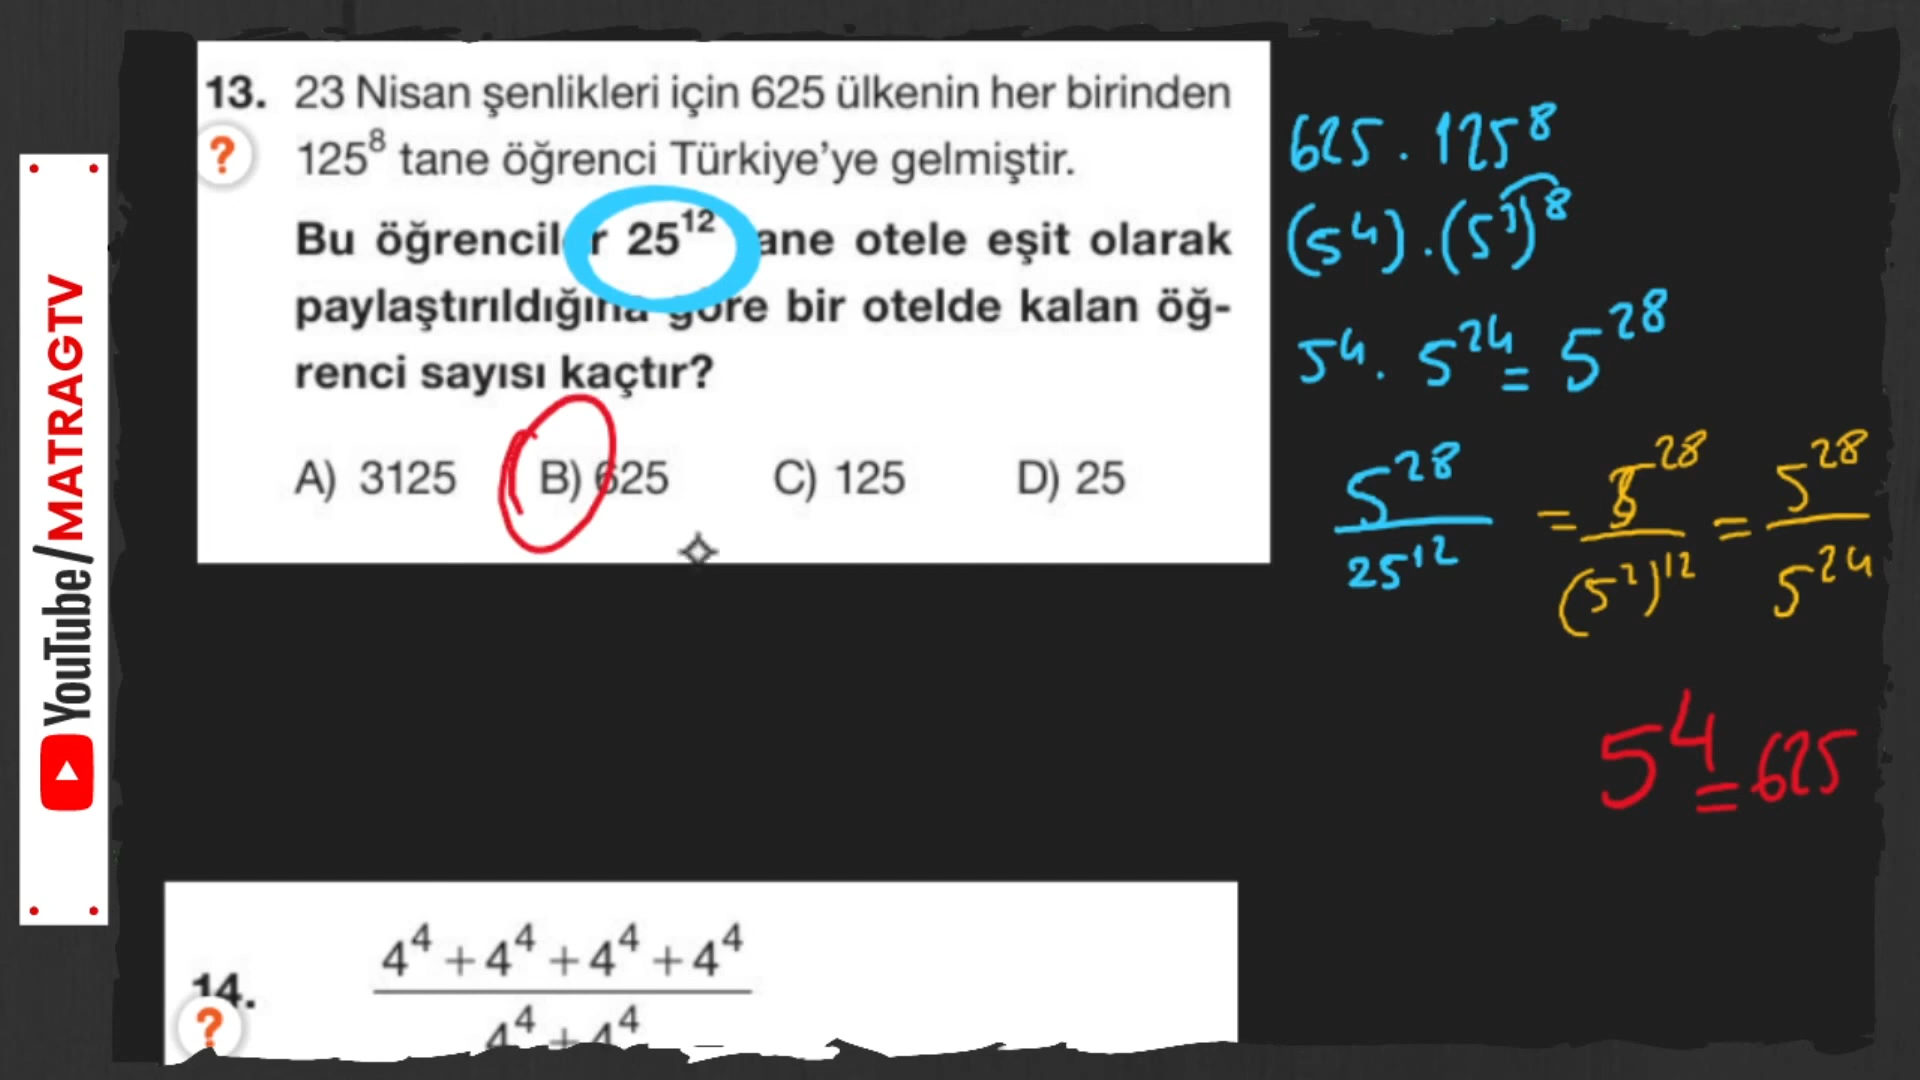 YouTube/MATRAGTV
13. 23 Nisan şenlikleri için 625 ülkenin her birinden
? 125⁸ tane öğrenci Türkiye'ye gelmiştir.
Bu öğrenciler 25¹² tane otele eşit olarak
paylaştırıldığına göre bir otelde kalan öğ-
renci sayısı kaçtır?
A) 3125 B) 625 C) 125 D) 25
625 . 125⁸
(5⁴) . (5³)⁸
5⁴ . 5²⁴ = 5²⁸
5²⁸/25¹² = 5²⁸/(5²)¹² = 5²⁸/5²⁴
5⁴ = 625
14. 4⁴ + 4⁴ + 4⁴ + 4⁴
? 4⁴ + 4⁴